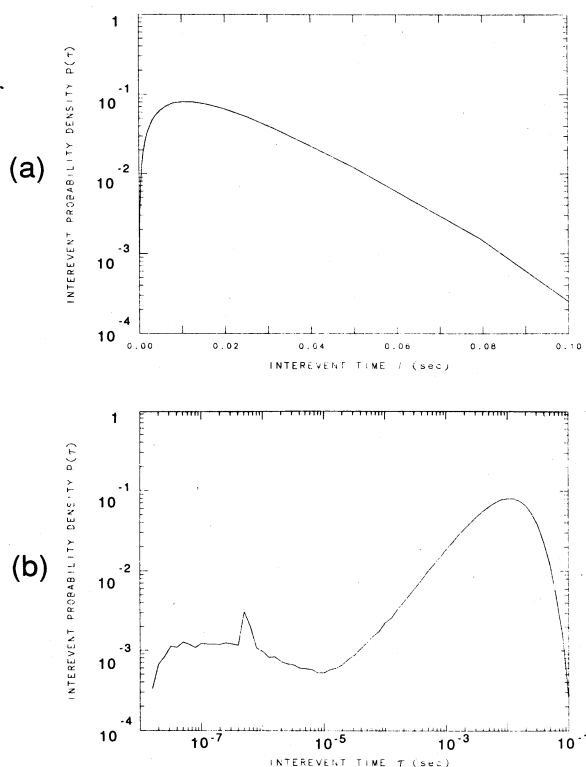 (a)
INTEREVENT PROBABILITY DENSITY P(τ)
1
10⁻¹
10⁻²
10⁻³
10⁻⁴
0.00 0.02 0.04 0.06 0.08 0.10
INTEREVENT TIME τ (sec)
(b)
INTEREVENT PROBABILITY DENSITY P(τ)
1
10⁻¹
10⁻²
10⁻³
10⁻⁴
10⁻⁷ 10⁻⁵ 10⁻³ 10⁻¹
INTEREVENT TIME τ (sec)